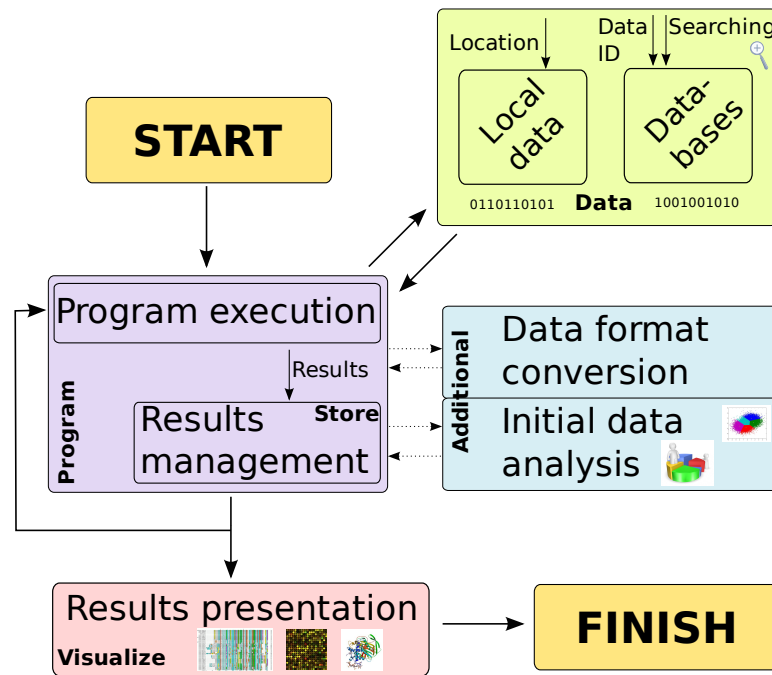 Location
Data
ID
Searching
Local
data
Data-
bases
0110110101
Data
1001001010
START
Program execution
Results
Store
Results
management
Program
Additional
Data format
conversion
Initial data
analysis
Results presentation
Visualize
FINISH